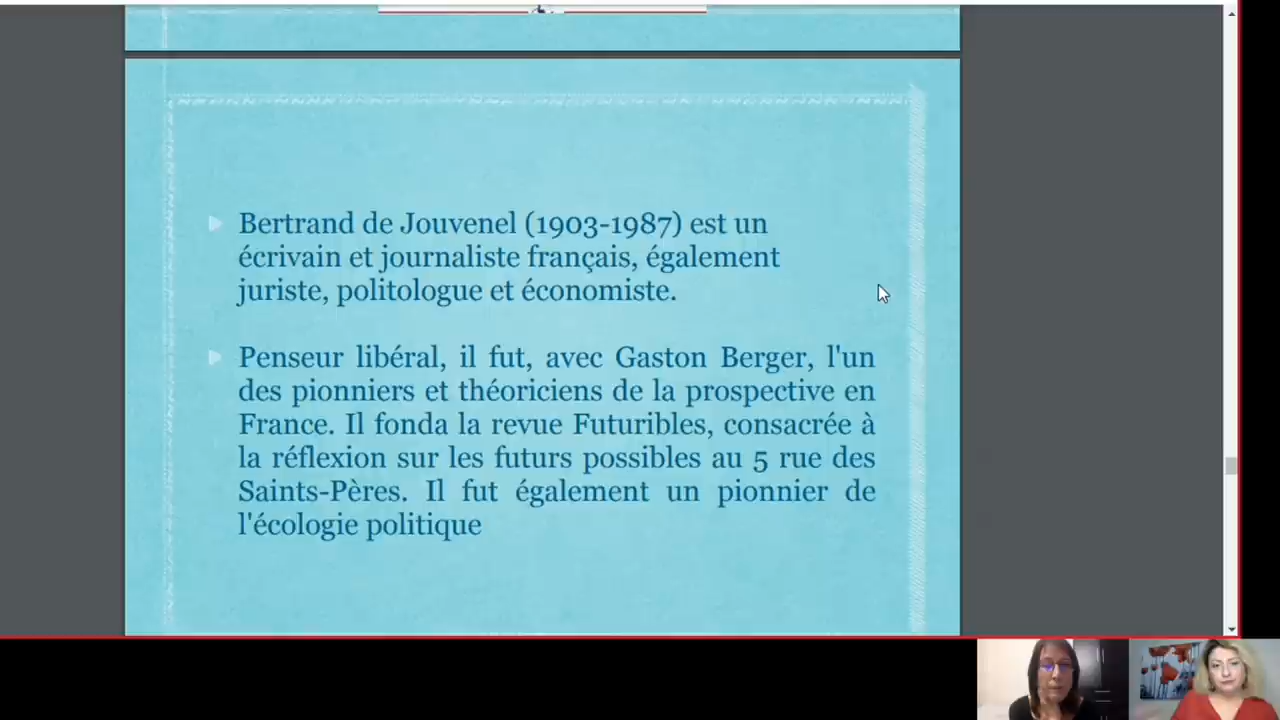 Bertrand de Jouvenel (1903-1987) est un
écrivain et journaliste français, également
juriste, politologue et économiste.
Penseur libéral, il fut, avec Gaston Berger, l'un
des pionniers et théoriciens de la prospective en
France. Il fonda la revue Futuribles, consacrée à
la réflexion sur les futurs possibles au 5 rue des
Saints-Pères. Il fut également un pionnier de
l'écologie politique